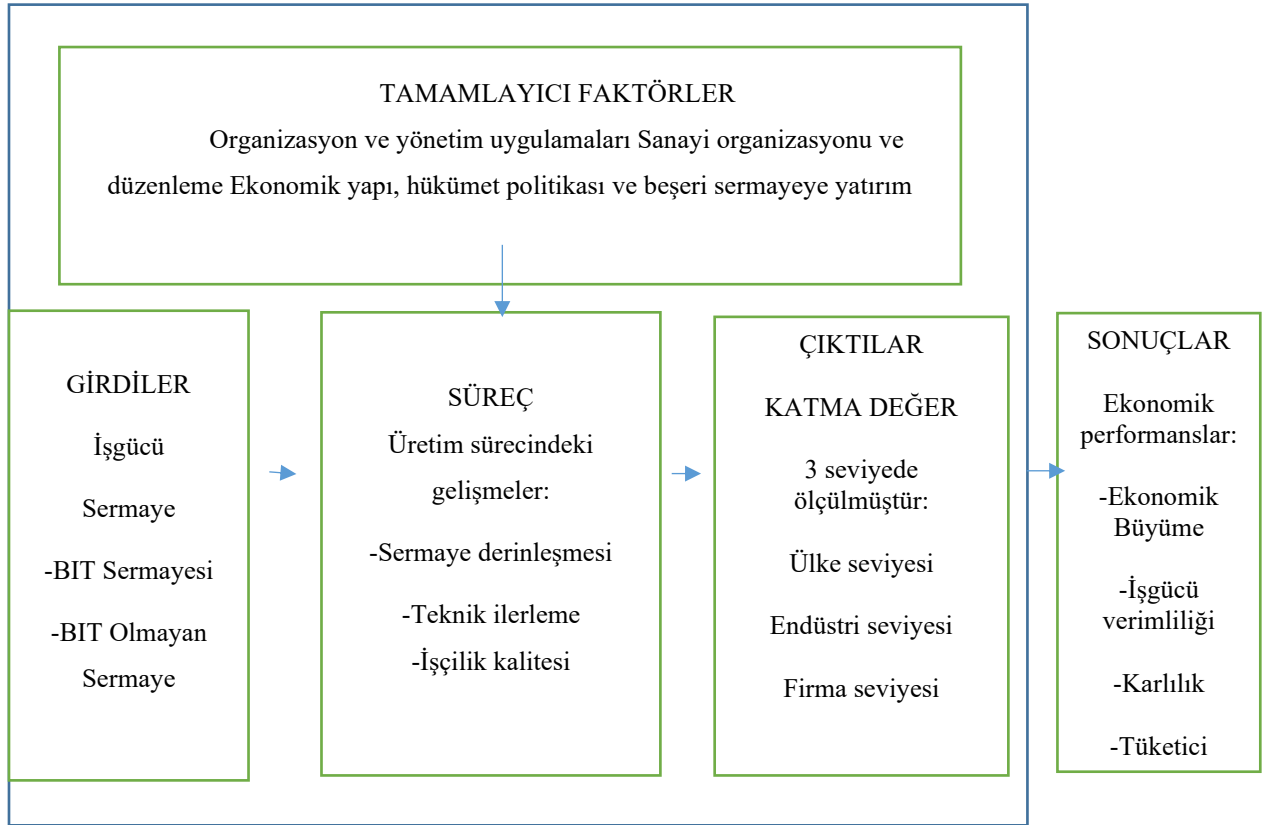 TAMAMLAYICI FAKTÖRLER
Organizasyon ve yönetim uygulamaları Sanayi organizasyonu ve
düzenleme Ekonomik yapı, hükümet politikası ve beşeri sermayeye yatırım
GİRDİLER
İşgücü
Sermaye
-BIT Sermayesi
-BIT Olmayan
Sermaye
SÜREÇ
Üretim sürecindeki
gelişmeler:
-Sermaye derinleşmesi
-Teknik ilerleme
-İşçilik kalitesi
ÇIKTILAR
KATMA DEĞER
3 seviyede
ölçülmüştür:
Ülke seviyesi
Endüstri seviyesi
Firma seviyesi
SONUÇLAR
Ekonomik
performanslar:
-Ekonomik
Büyüme
-İşgücü
verimliliği
-Karlılık
-Tüketici